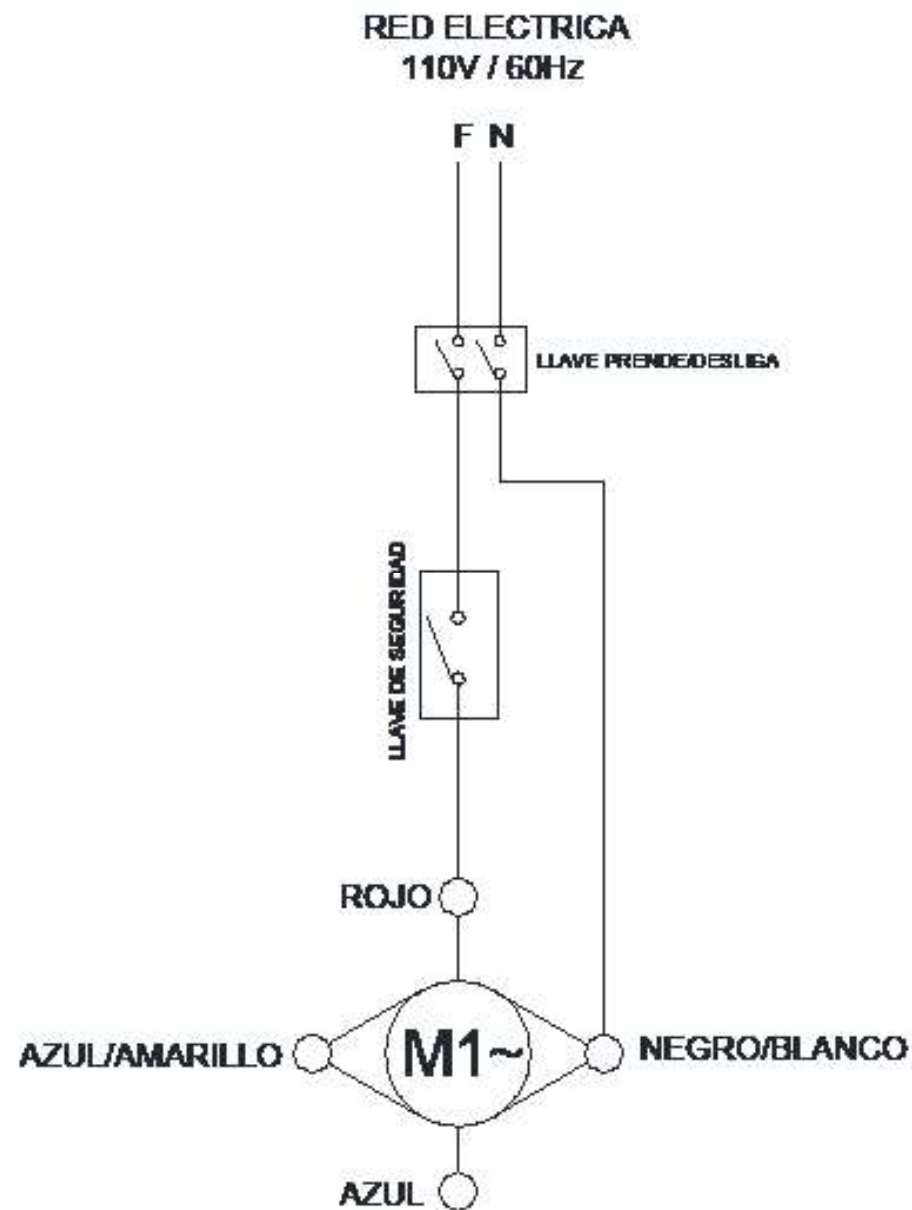 RED ELECTRICA
110V / 60Hz
F N
LLAVE PRENDE/DESLIGA
LLAVE DE SEGURIDAD
ROJO
AZUL/AMARILLO
M1~
NEGRO/BLANCO
AZUL